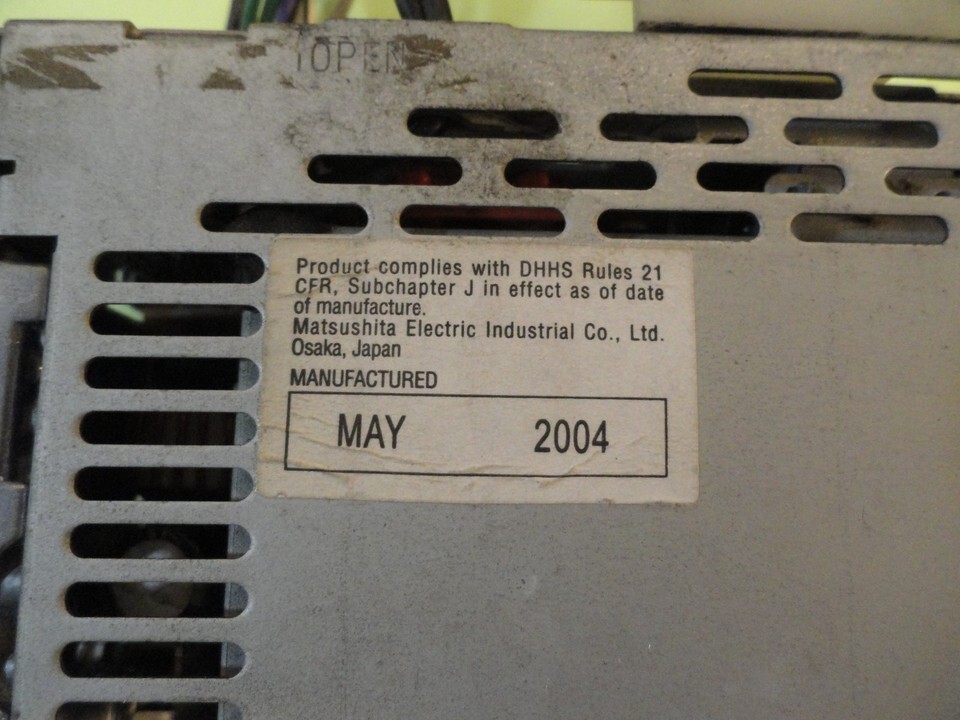 OPEN
Product complies with DHHS Rules 21
CFR, Subchapter J in effect as of date
of manufacture.
Matsushita Electric Industrial Co., Ltd.
Osaka, Japan
MANUFACTURED
MAY 2004